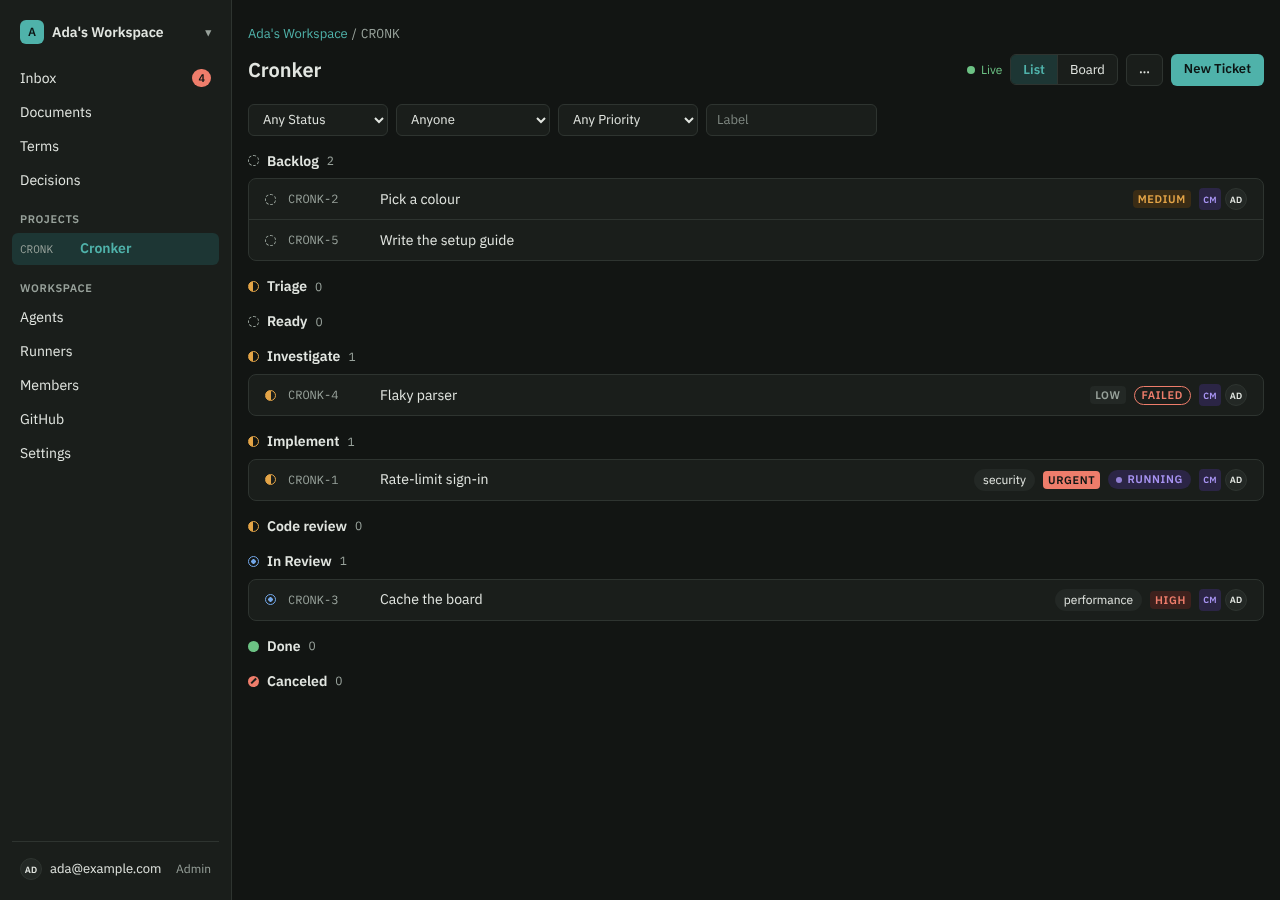 A Ada's Workspace ▾
Inbox 4
Documents
Terms
Decisions
PROJECTS
CRONK Cronker
WORKSPACE
Agents
Runners
Members
GitHub
Settings
AD ada@example.com Admin
Ada's Workspace / CRONK
Cronker
Live List Board ... New Ticket
Any Status Anyone Any Priority Label
Backlog 2
CRONK-2 Pick a colour MEDIUM CM AD
CRONK-5 Write the setup guide
Triage 0
Ready 0
Investigate 1
CRONK-4 Flaky parser LOW FAILED CM AD
Implement 1
CRONK-1 Rate-limit sign-in security URGENT RUNNING CM AD
Code review 0
In Review 1
CRONK-3 Cache the board performance HIGH CM AD
Done 0
Canceled 0